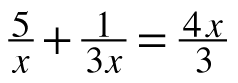 5/x + 1/3x = 4x/3